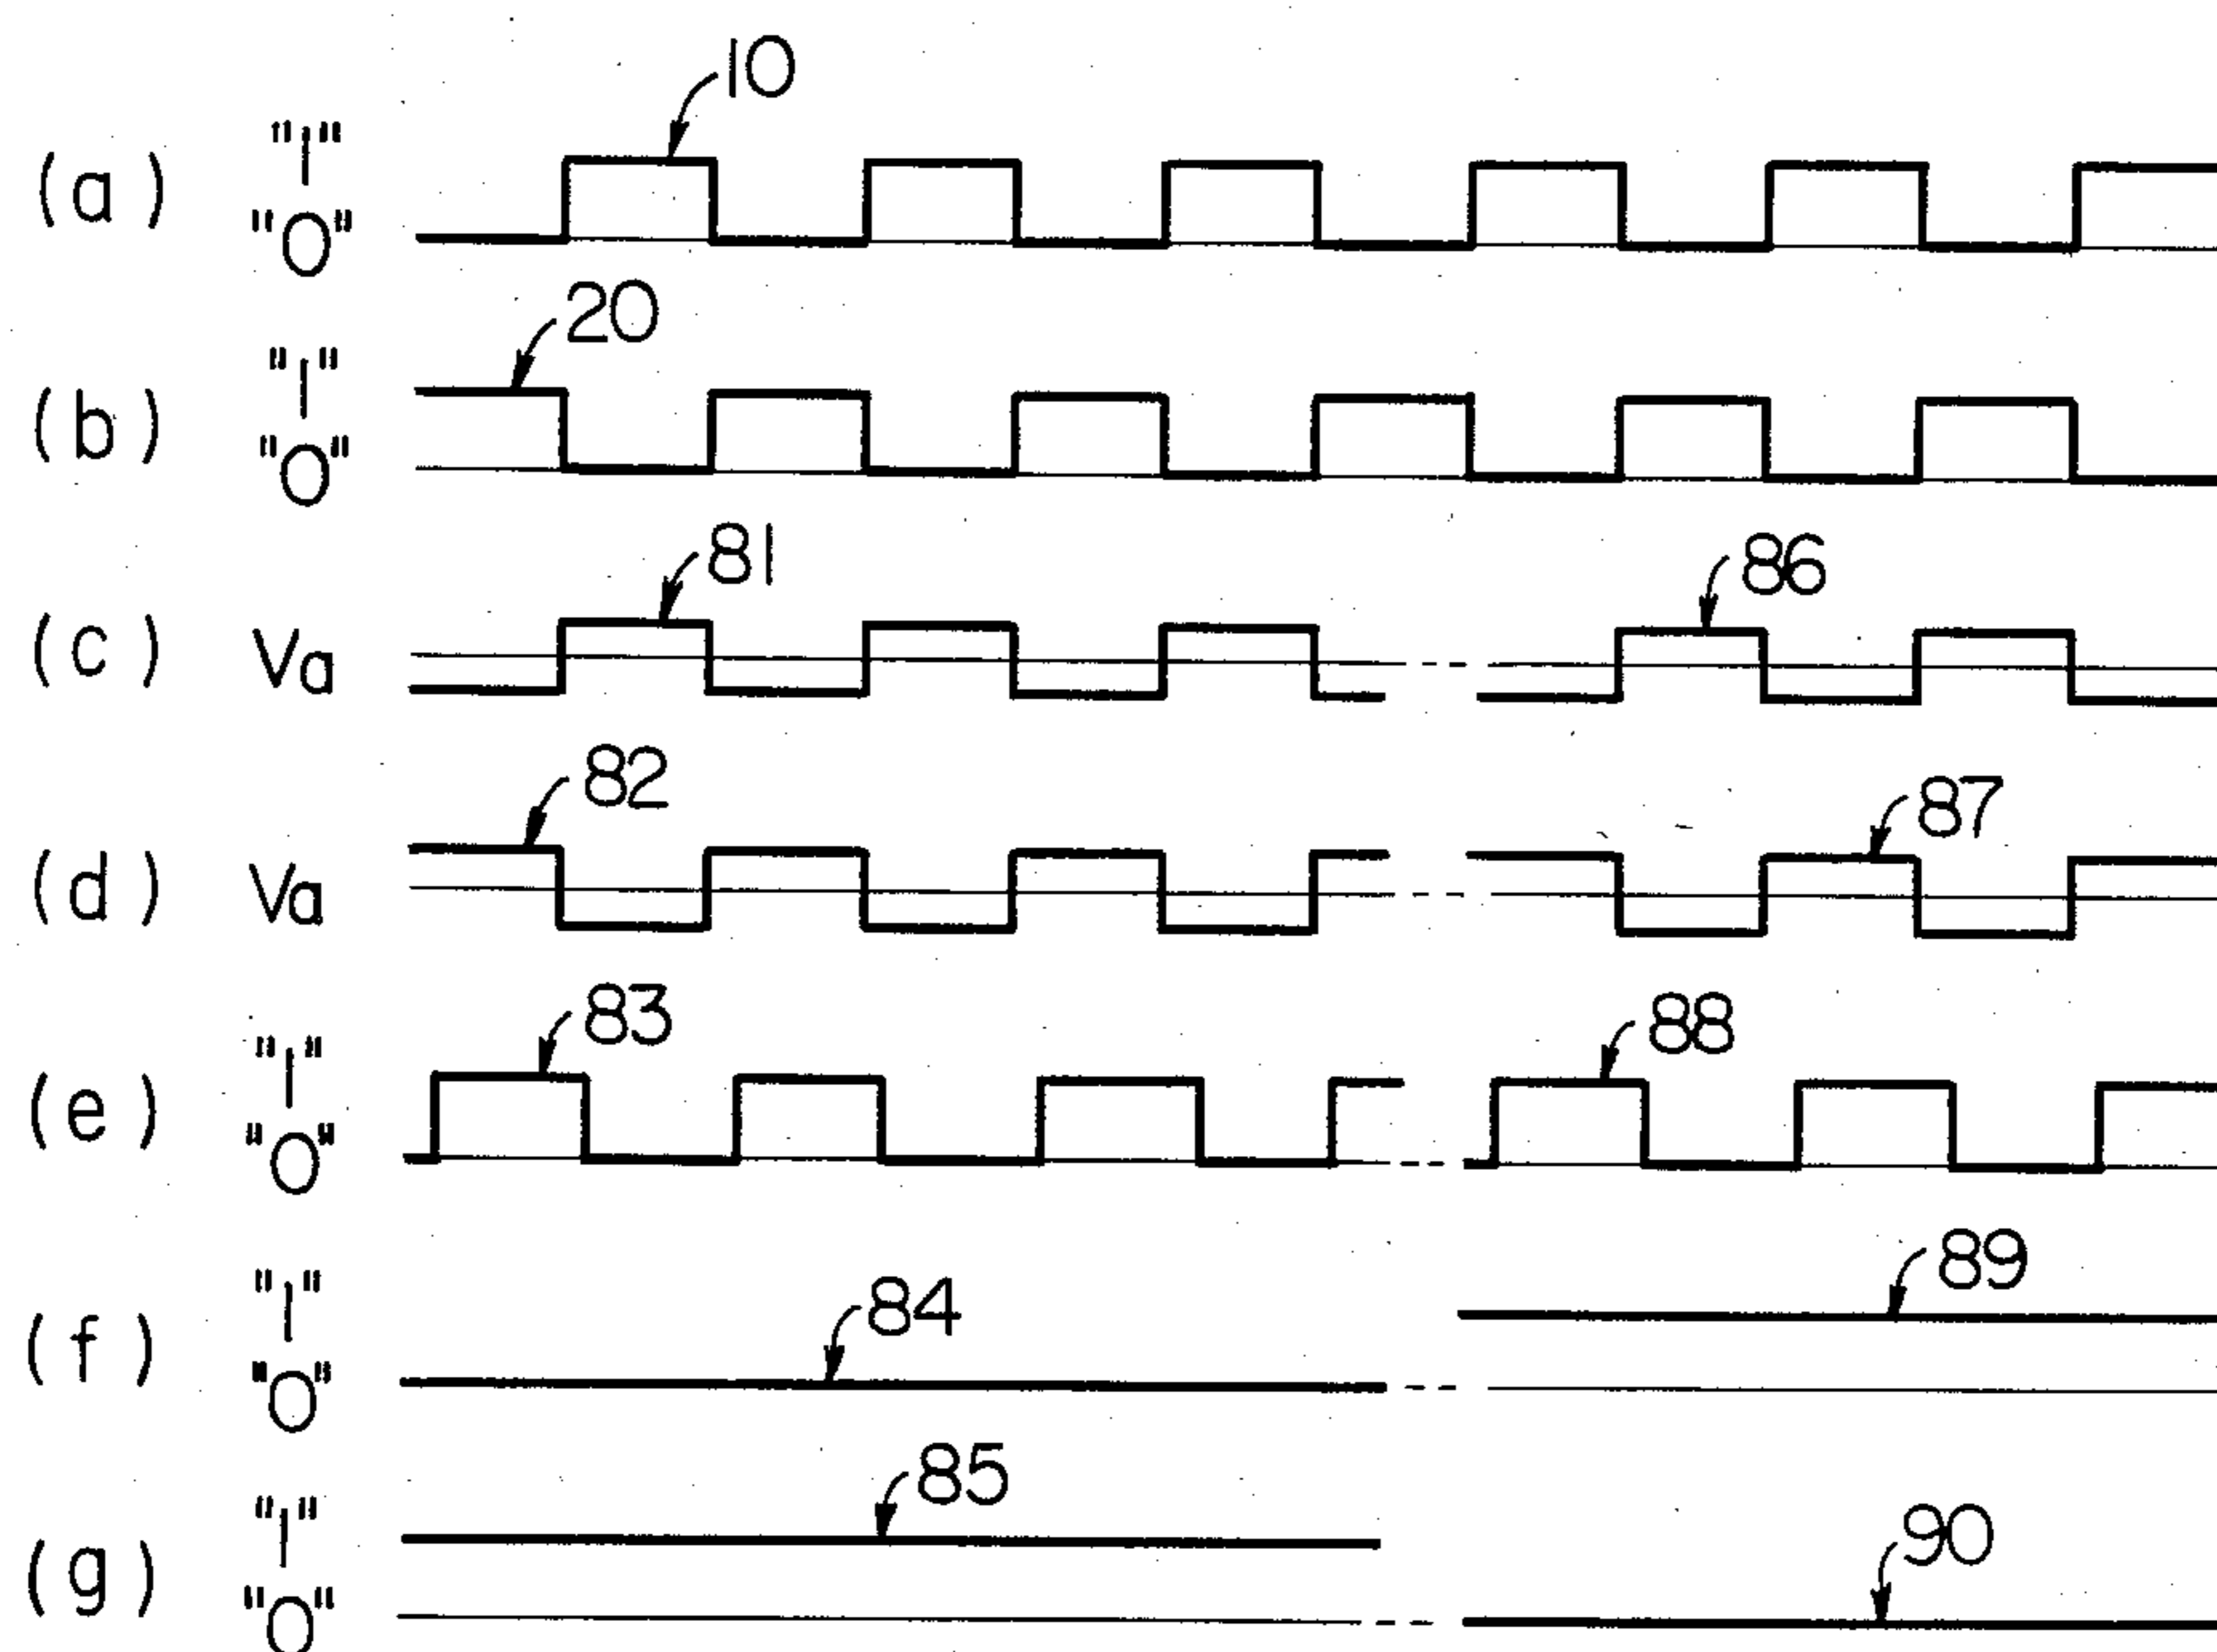 10
(a) "1"
"0"
20
(b) "1"
"0"
81
86
(c) Va
82
87
(d) Va
83
88
(e) "1"
"0"
84
89
(f) "1"
"0"
85
90
(g) "1"
"0"